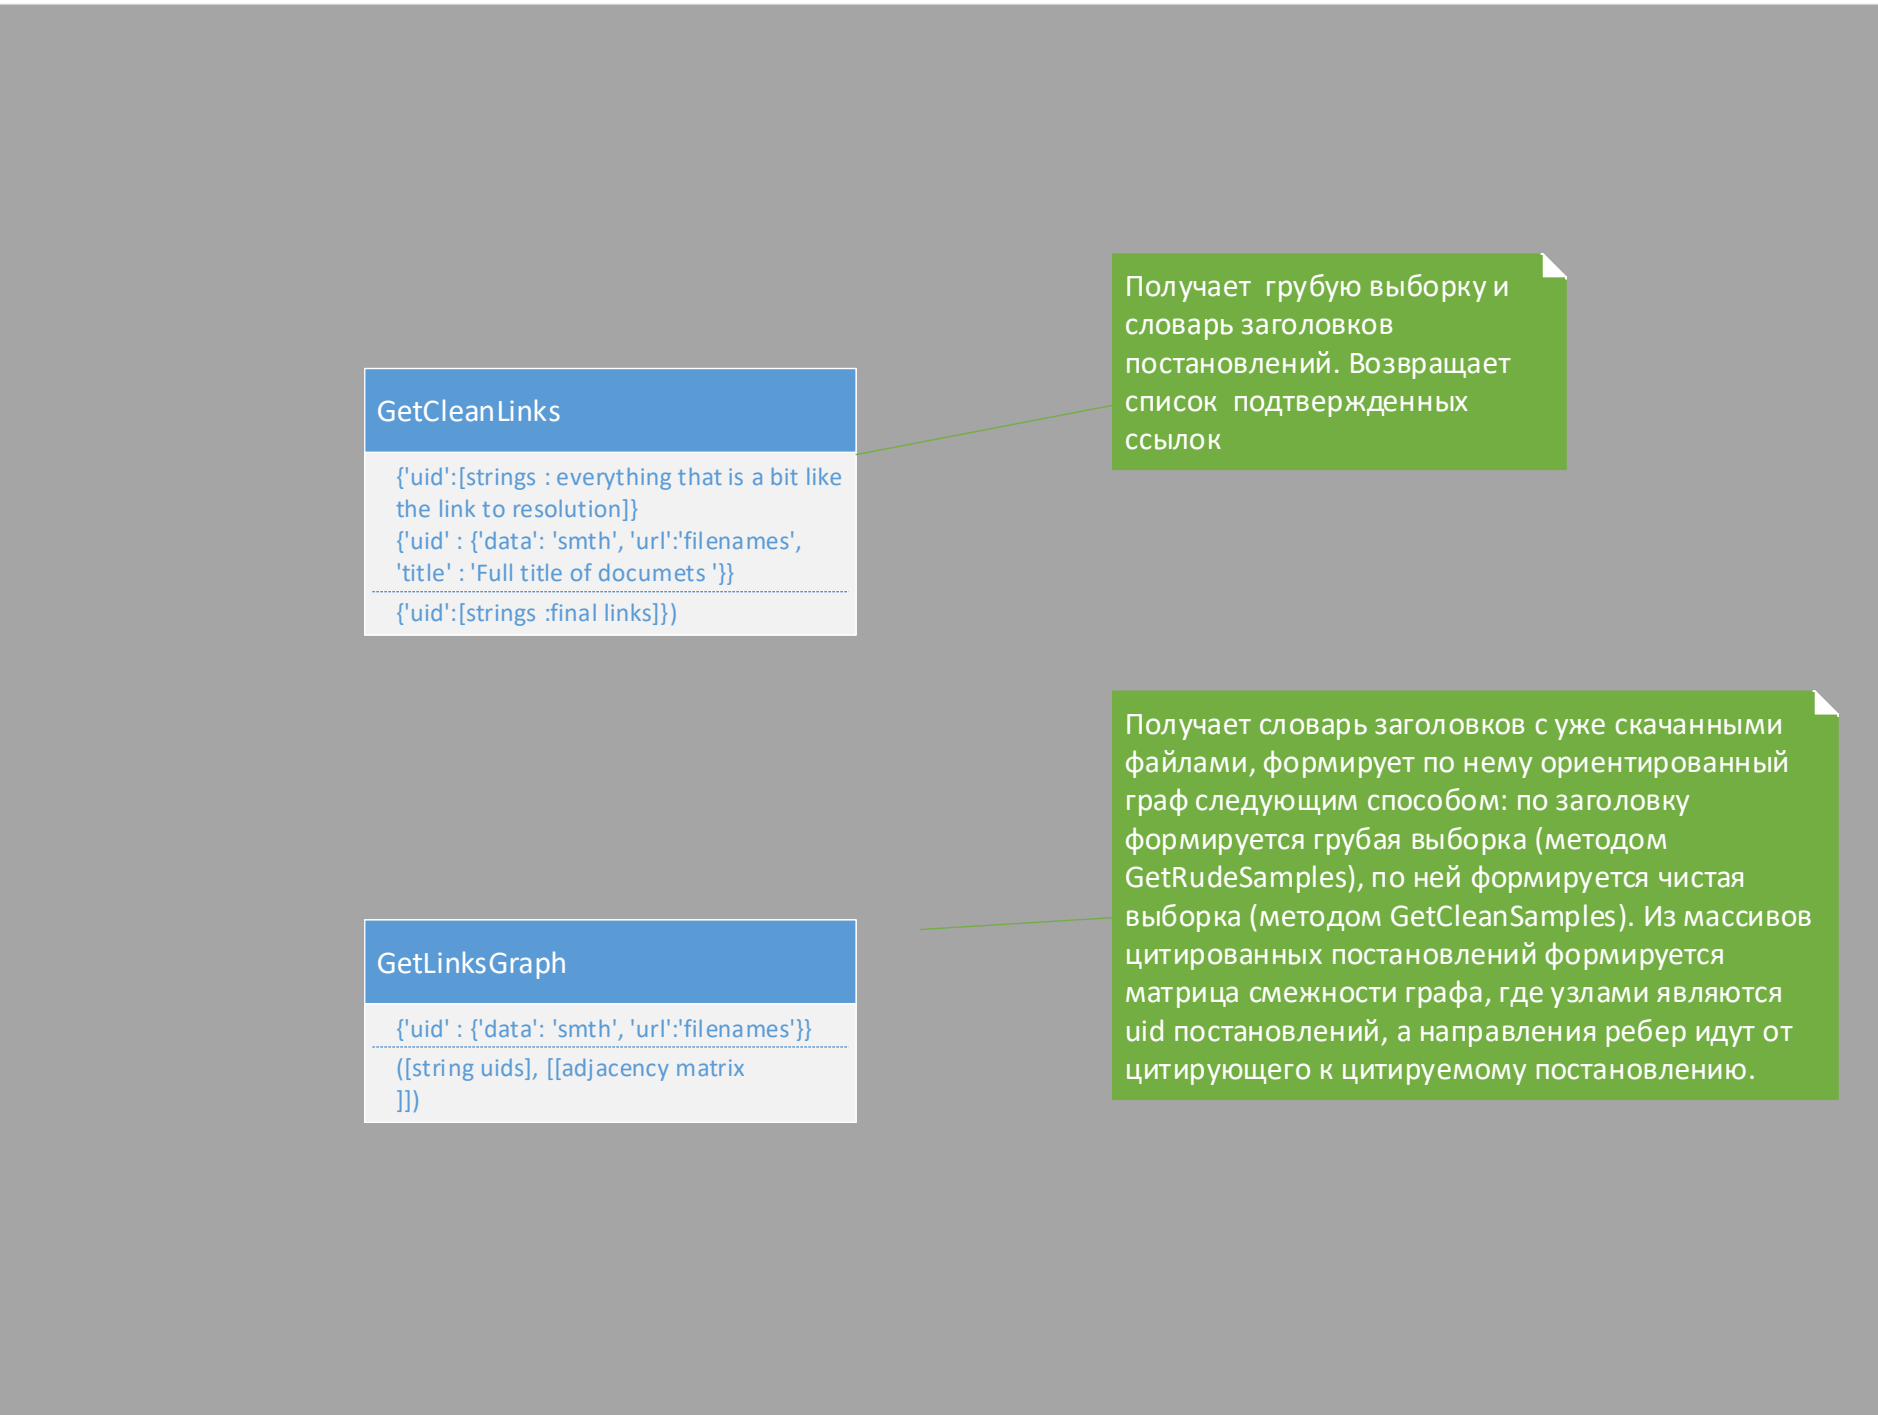 Получает грубую выборку и
словарь заголовков
постановлений. Возвращает
список подтвержденных
ссылок
GetCleanLinks
{'uid':[strings : everything that is a bit like
the link to resolution]}
{'uid' : {'data': 'smth', 'url':'filenames',
'title' : 'Full title of documets '}}
{'uid':[strings :final links]})
Получает словарь заголовков с уже скачанными
файлами, формирует по нему ориентированный
граф следующим способом: по заголовку
формируется грубая выборка (методом
GetRudeSamples), по ней формируется чистая
выборка (методом GetCleanSamples). Из массивов
цитированных постановлений формируется
матрица смежности графа, где узлами являются
uid постановлений, а направления ребер идут от
цитирующего к цитируемому постановлению.
GetLinksGraph
{'uid' : {'data': 'smth', 'url':'filenames'}}
([string uids], [[adjacency matrix
]])